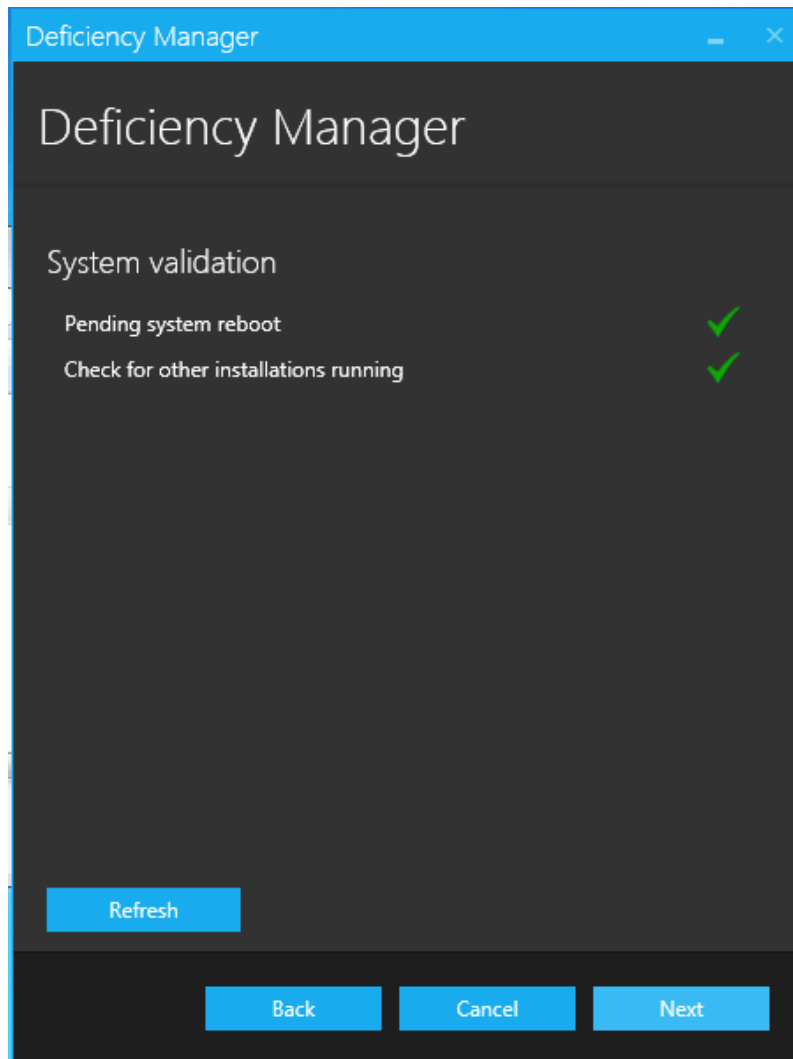 Deficiency Manager
Deficiency Manager
System validation
Pending system reboot
Check for other installations running
Refresh
Back Cancel Next